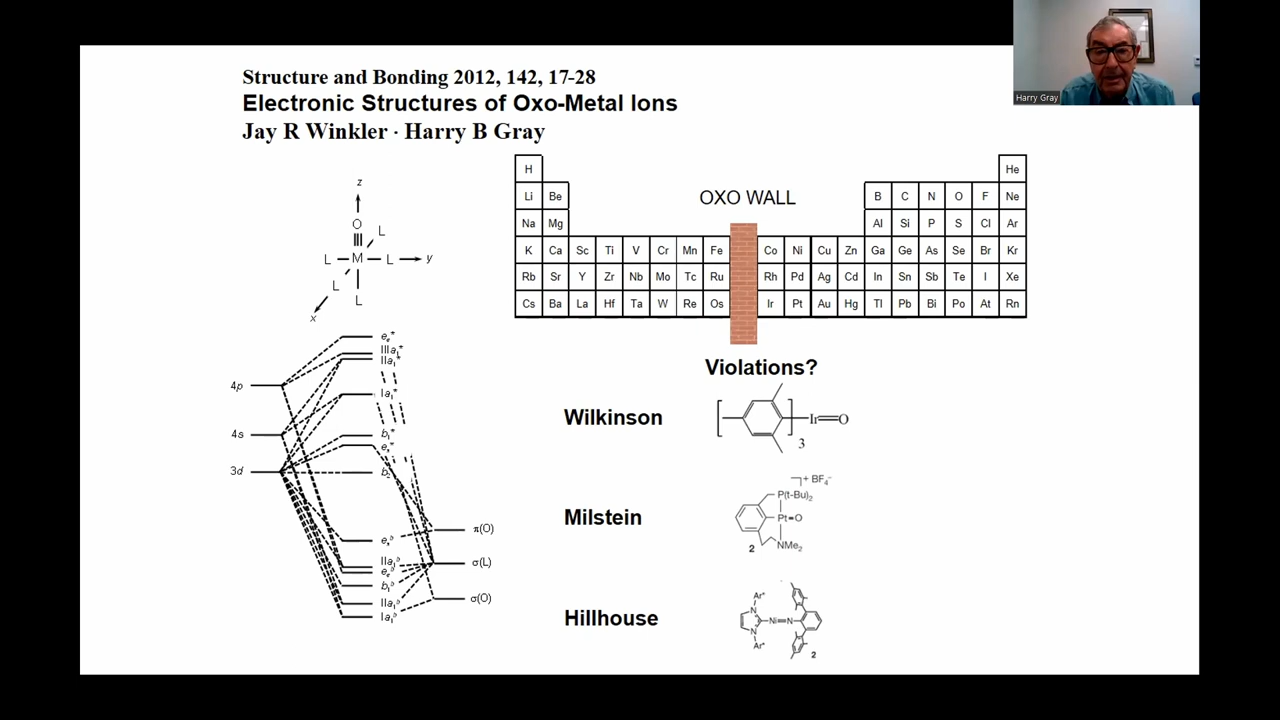 Structure and Bonding 2012, 142, 17-28
Electronic Structures of Oxo-Metal Ions
Jay R Winkler · Harry B Gray
Harry Gray
z
O
L
L M L y
L
L
x
OXO WALL
H He
Li Be B C N O F Ne
Na Mg Al Si P S Cl Ar
K Ca Sc Ti V Cr Mn Fe Co Ni Cu Zn Ga Ge As Se Br Kr
Rb Sr Y Zr Nb Mo Tc Ru Rh Pd Ag Cd In Sn Sb Te I Xe
Cs Ba La Hf Ta W Re Os Ir Pt Au Hg Tl Pb Bi Po At Rn
4p
4s
3d
IIIa₁*
IIa₁*
Ia₁*
b₁*
b₂
b₁ᵇ
IIa₁ᵇ
Ia₁ᵇ
π(O)
σ(L)
σ(O)
Violations?
Wilkinson
Ir=O
3
Milstein
⁺ BF₄⁻
P(t-Bu)₂
Pt=O
NMe₂
2
Hillhouse
Ar*
N
Ni=N
N
Ar*
2